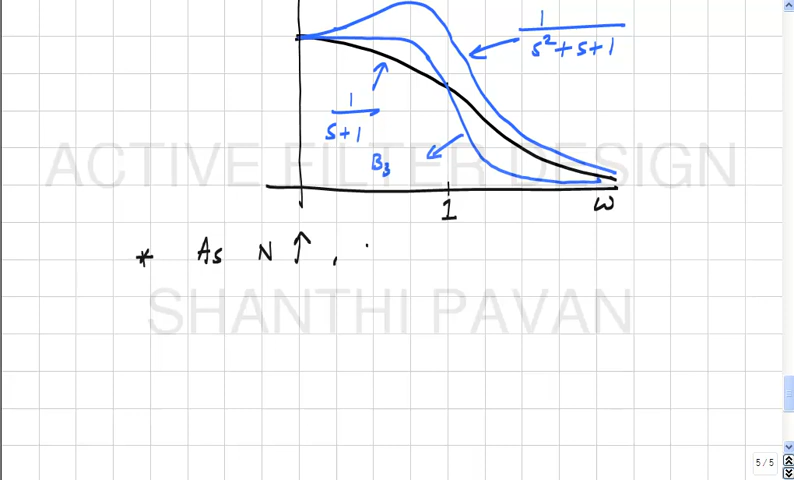 1
s²+s+1
1
s+1
B₃
ACTIVE FILTER DESIGN
1 ω
* As N ↑ ,
SHANTHI PAVAN
5 / 5